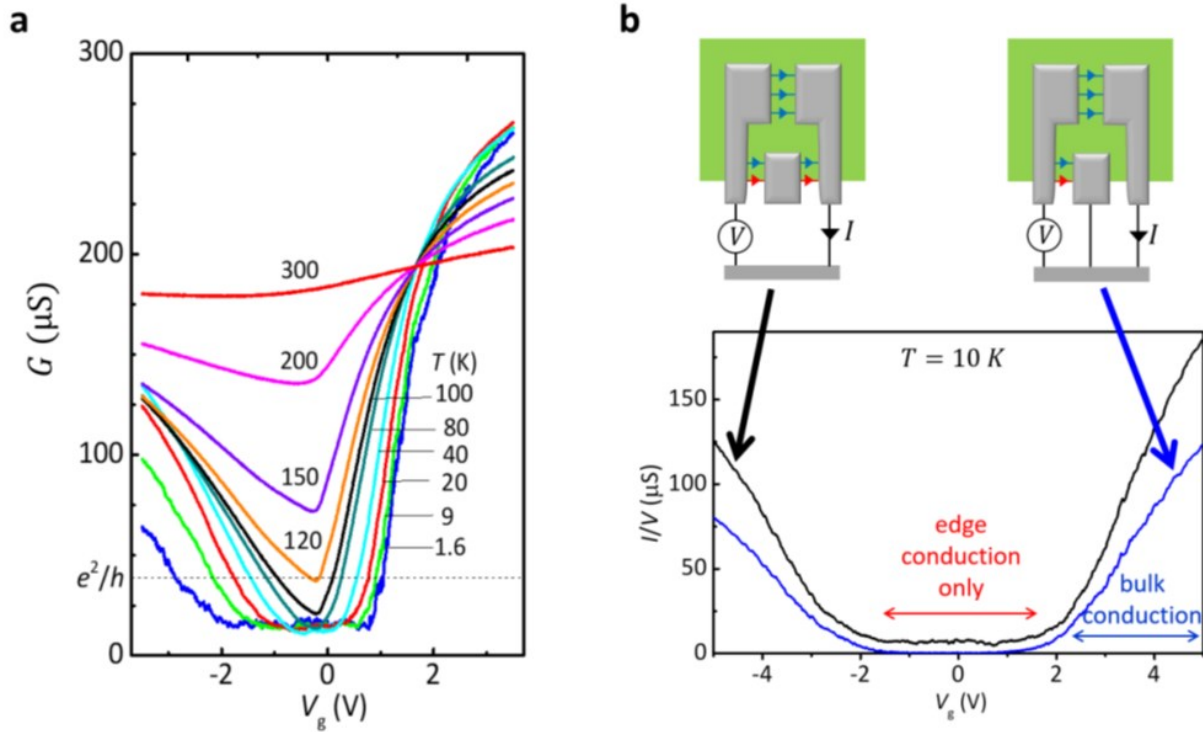 a
300
200
100
0
e²/h
G (µS)
300
200
150
120
T (K)
100
80
40
20
9
1.6
-2
0
2
V_g (V)
b
V
I
V
I
T = 10 K
150
100
50
0
I/V (µS)
edge
conduction
only
bulk
conduction
-4
-2
0
2
4
V_g (V)